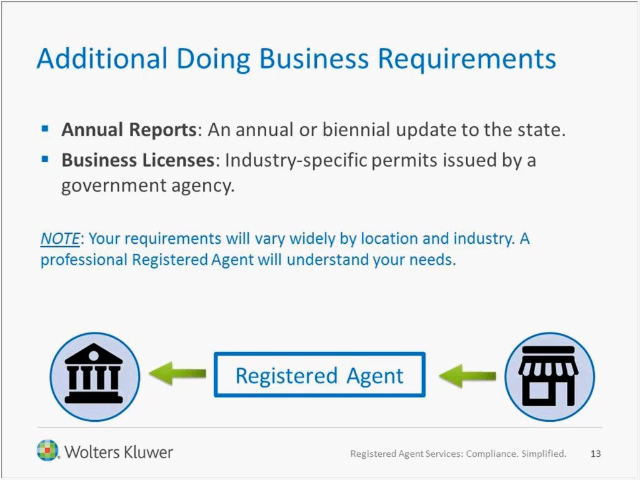 Additional Doing Business Requirements
▪ Annual Reports: An annual or biennial update to the state.
▪ Business Licenses: Industry-specific permits issued by a
government agency.
NOTE: Your requirements will vary widely by location and industry. A
professional Registered Agent will understand your needs.
Registered Agent
Wolters Kluwer
Registered Agent Services: Compliance. Simplified. 13